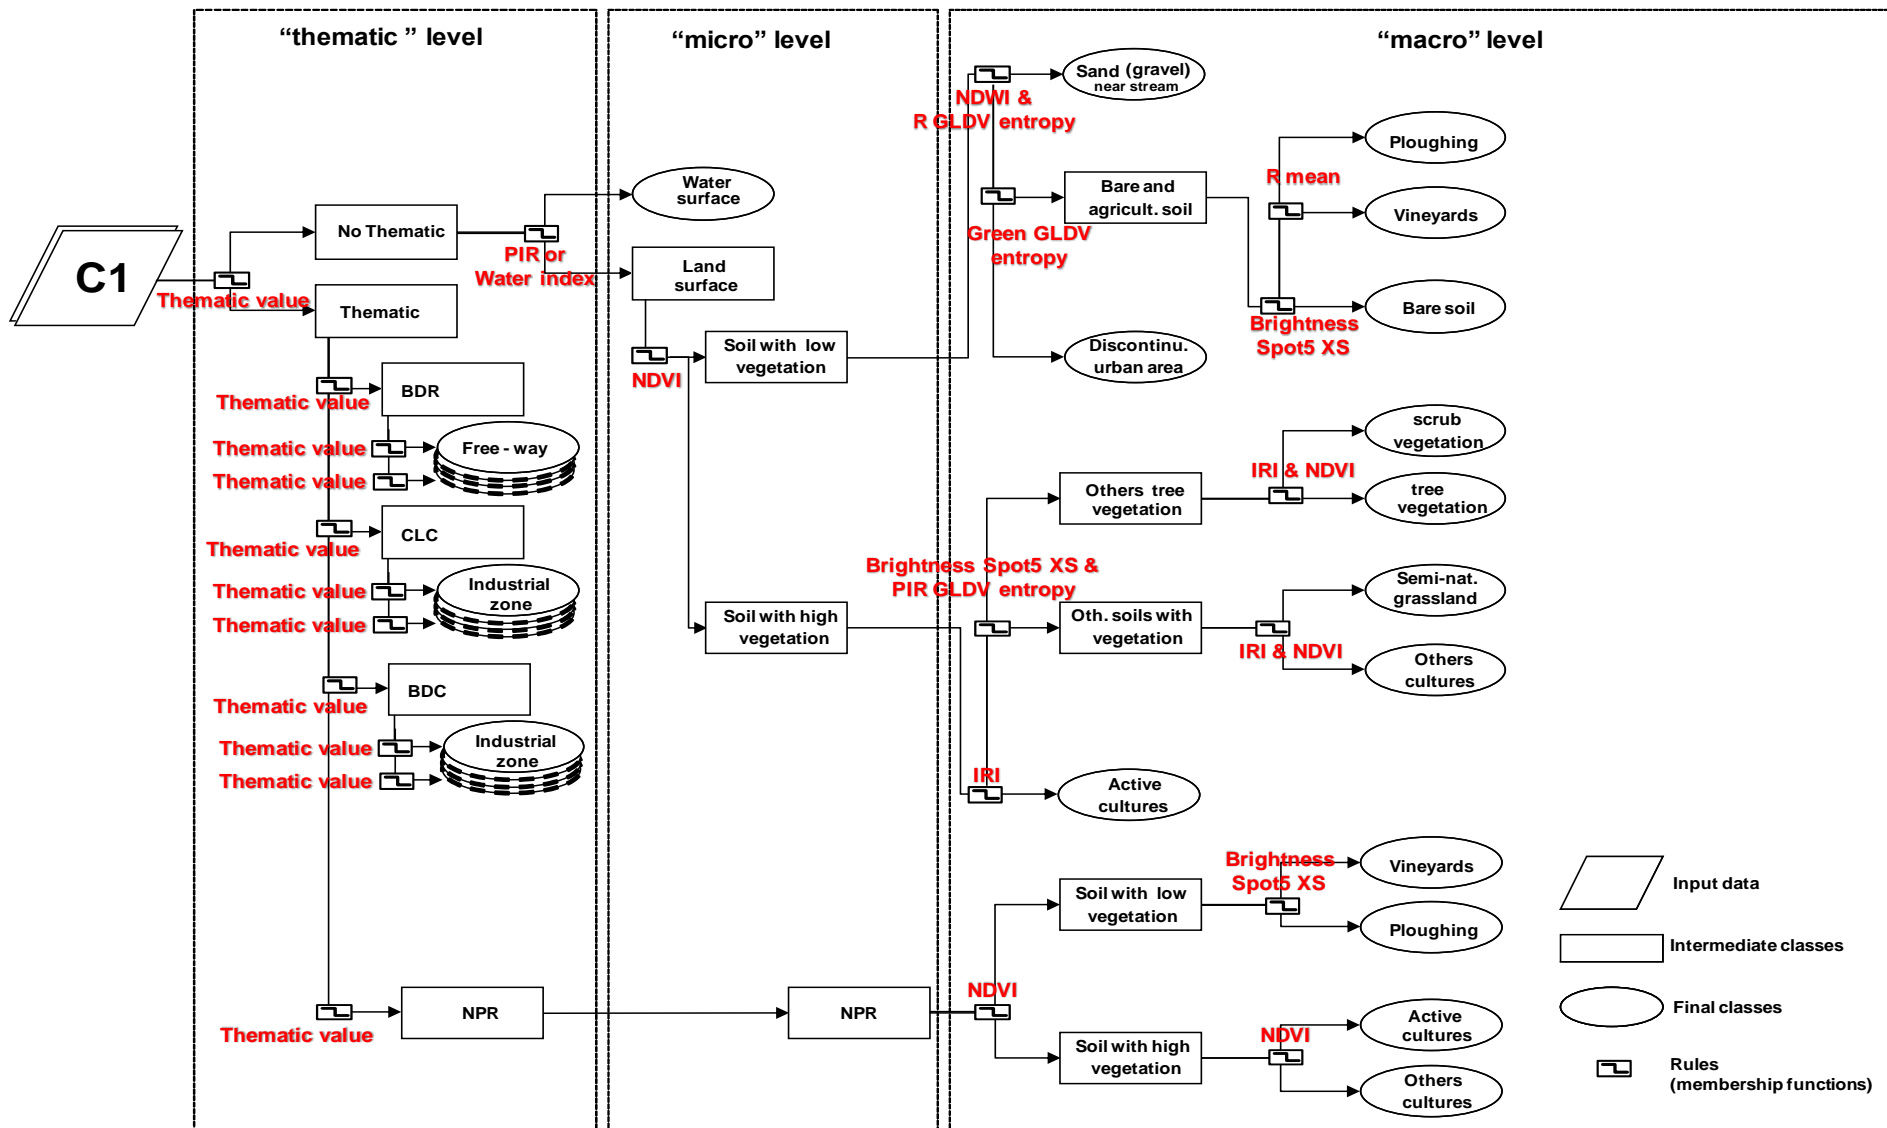 “thematic ” level
“micro” level
“macro” level
C1
Thematic value
No Thematic
Thematic
PIR or
Water index
Thematic value
BDR
Thematic value
Free - way
Thematic value
Thematic value
CLC
Thematic value
Industrial
zone
Thematic value
Thematic value
BDC
Thematic value
Industrial
zone
Thematic value
Thematic value
NPR
Water
surface
Land
surface
NDVI
Soil with low
vegetation
Soil with high
vegetation
NPR
NDWI &
R GLDV entropy
Sand (gravel)
near stream
Green GLDV
entropy
Bare and
agricult. soil
Discontinu.
urban area
R mean
Brightness
Spot5 XS
Ploughing
Vineyards
Bare soil
Brightness Spot5 XS &
PIR GLDV entropy
Others tree
vegetation
IRI & NDVI
scrub
vegetation
tree
vegetation
Oth. soils with
vegetation
IRI & NDVI
Semi-nat.
grassland
Others
cultures
IRI
Active
cultures
NDVI
Soil with low
vegetation
Brightness
Spot5 XS
Vineyards
Ploughing
Soil with high
vegetation
NDVI
Active
cultures
Others
cultures
Input data
Intermediate classes
Final classes
Rules
(membership functions)